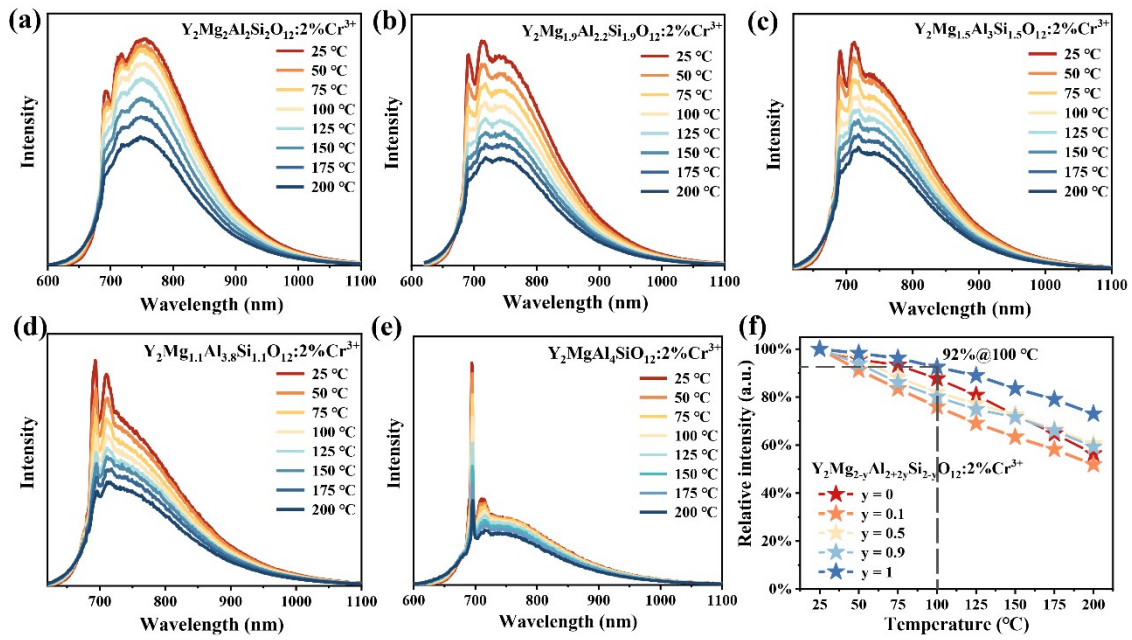 (a)
Y₂Mg₂Al₂Si₂O₁₂:2%Cr³⁺
25 ℃
50 ℃
75 ℃
100 ℃
125 ℃
150 ℃
175 ℃
200 ℃
Intensity
600 700 800 900 1000 1100
Wavelength (nm)
(b)
Y₂Mg₁.₉Al₂.₂Si₁.₉O₁₂:2%Cr³⁺
25 ℃
50 ℃
75 ℃
100 ℃
125 ℃
150 ℃
175 ℃
200 ℃
Intensity
600 700 800 900 1000 1100
Wavelength (nm)
(c)
Y₂Mg₁.₅Al₃Si₁.₅O₁₂:2%Cr³⁺
25 ℃
50 ℃
75 ℃
100 ℃
125 ℃
150 ℃
175 ℃
200 ℃
Intensity
700 800 900 1000 1100
Wavelength (nm)
(d)
Y₂Mg₁.₁Al₃.₈Si₁.₁O₁₂:2%Cr³⁺
25 ℃
50 ℃
75 ℃
100 ℃
125 ℃
150 ℃
175 ℃
200 ℃
Intensity
700 800 900 1000 1100
Wavelength (nm)
(e)
Y₂MgAl₄SiO₁₂:2%Cr³⁺
25 ℃
50 ℃
75 ℃
100 ℃
125 ℃
150 ℃
175 ℃
200 ℃
Intensity
600 700 800 900 1000 1100
Wavelength (nm)
(f)
100%
80%
60%
40%
20%
0%
Relative intensity (a.u.)
92%@100 ℃
Y₂Mg₂₋yAl₂₊₂ySi₂₋yO₁₂:2%Cr³⁺
y = 0
y = 0.1
y = 0.5
y = 0.9
y = 1
25 50 75 100 125 150 175 200
Temperature (℃)